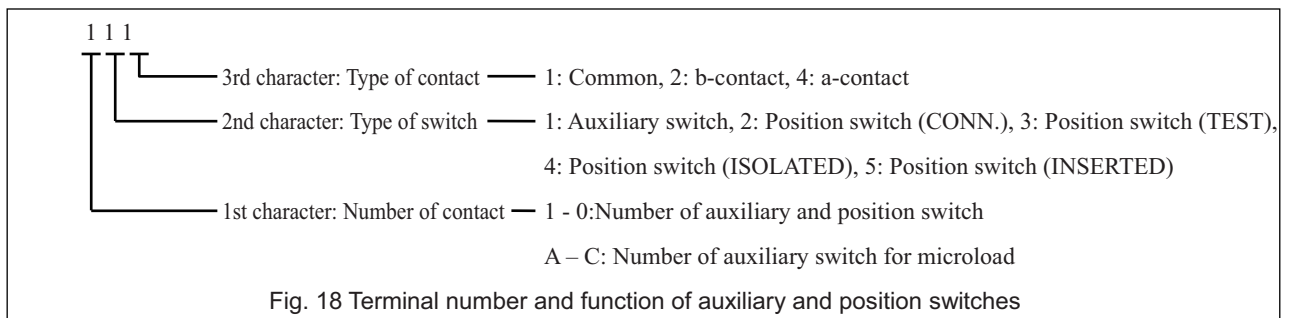 1 1 1
3rd character: Type of contact 1: Common, 2: b-contact, 4: a-contact
2nd character: Type of switch 1: Auxiliary switch, 2: Position switch (CONN.), 3: Position switch (TEST),
4: Position switch (ISOLATED), 5: Position switch (INSERTED)
1st character: Number of contact 1 - 0:Number of auxiliary and position switch
A – C: Number of auxiliary switch for microload
Fig. 18 Terminal number and function of auxiliary and position switches